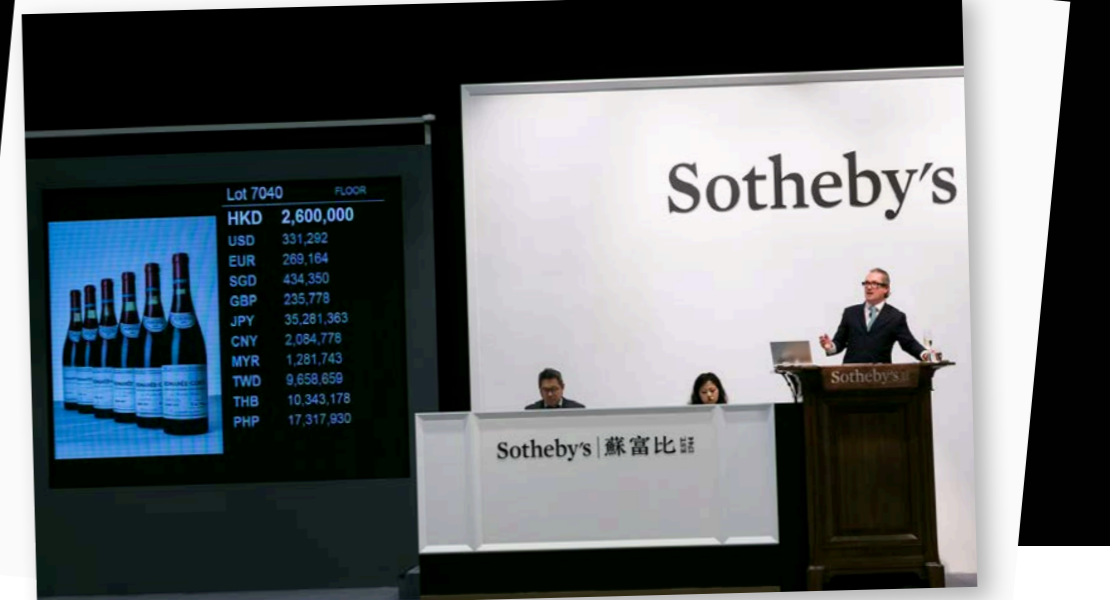 Lot 7040 FLOOR
HKD 2,600,000
USD 331,292
EUR 269,164
SGD 434,350
GBP 235,778
JPY 35,281,363
CNY 2,084,778
MYR 1,281,743
TWD 9,658,659
THB 10,343,178
PHP 17,317,930
Sotheby's
Sotheby's
Sotheby's | 蘇富比